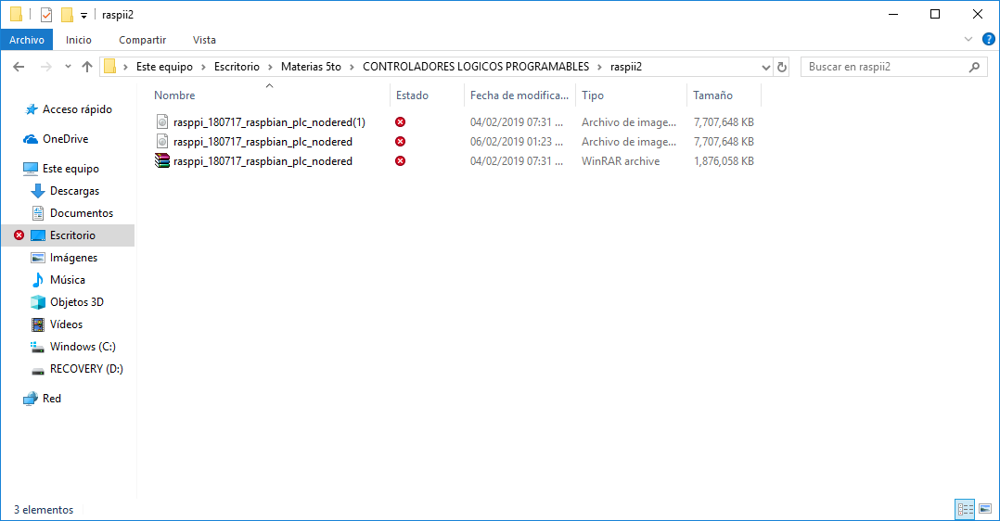 raspii2
Archivo Inicio Compartir Vista
Este equipo Escritorio Materias 5to CONTROLADORES LOGICOS PROGRAMABLES raspii2 Buscar en raspii2
Nombre Estado Fecha de modifica... Tipo Tamaño
rasppi_180717_raspbian_plc_nodered(1) 04/02/2019 07:31 ... Archivo de image... 7,707,648 KB
rasppi_180717_raspbian_plc_nodered 06/02/2019 01:23 ... Archivo de image... 7,707,648 KB
rasppi_180717_raspbian_plc_nodered 04/02/2019 07:31 ... WinRAR archive 1,876,058 KB
Acceso rápido
OneDrive
Este equipo
Descargas
Documentos
Escritorio
Imágenes
Música
Objetos 3D
Vídeos
Windows (C:)
RECOVERY (D:)
Red
3 elementos